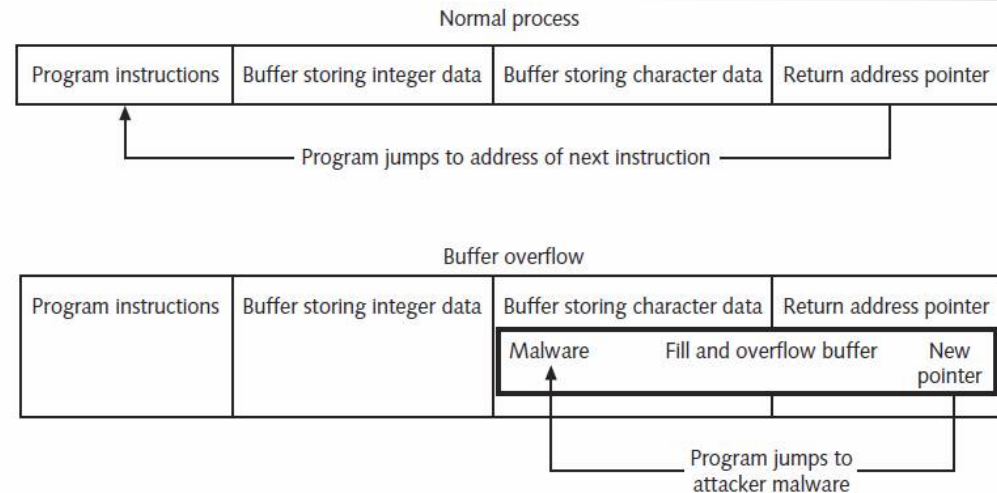 Normal process
Program instructions Buffer storing integer data Buffer storing character data Return address pointer
Program jumps to address of next instruction
Buffer overflow
Program instructions Buffer storing integer data Buffer storing character data Return address pointer
Malware Fill and overflow buffer New
pointer
Program jumps to
attacker malware